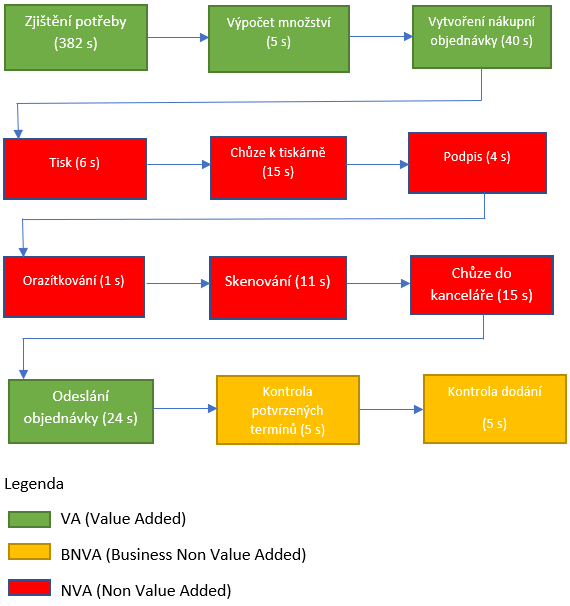 Zjištění potřeby
(382 s)
Výpočet množství
(5 s)
Vytvoření nákupní
objednávky (40 s)
Tisk (6 s)
Chůze k tiskárně
(15 s)
Podpis (4 s)
Orazítkování (1 s)
Skenování (11 s)
Chůze do
kanceláře (15 s)
Odeslání
objednávky (24 s)
Kontrola
potvrzených
termínů (5 s)
Kontrola dodání
(5 s)
Legenda
VA (Value Added)
BNVA (Business Non Value Added)
NVA (Non Value Added)